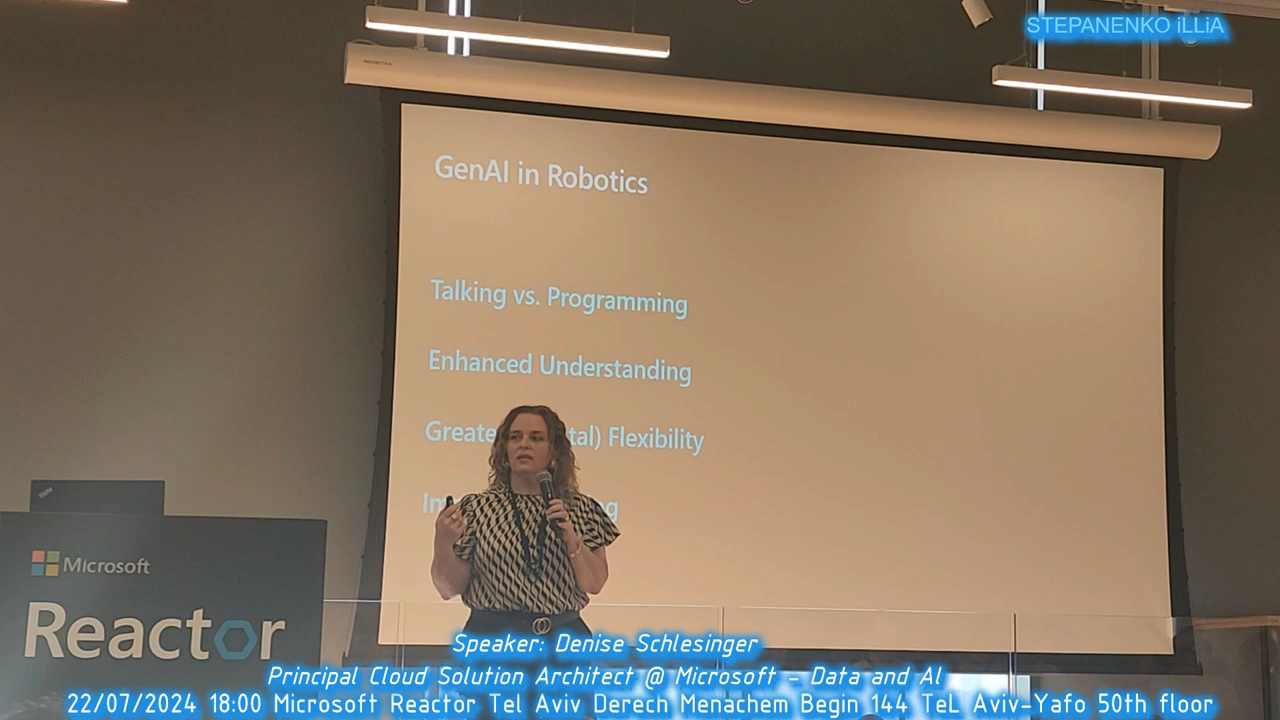 STEPANENKO iLLiA
GenAI in Robotics
Talking vs. Programming
Enhanced Understanding
Flexibility
Microsoft
Reactor
Speaker: Denise Schlesinger
Principal Cloud Solution Architect @ Microsoft - Data and AI
22/07/2024 18:00 Microsoft Reactor Tel Aviv Derech Menachem Begin 144 TeL Aviv-Yafo 50th floor